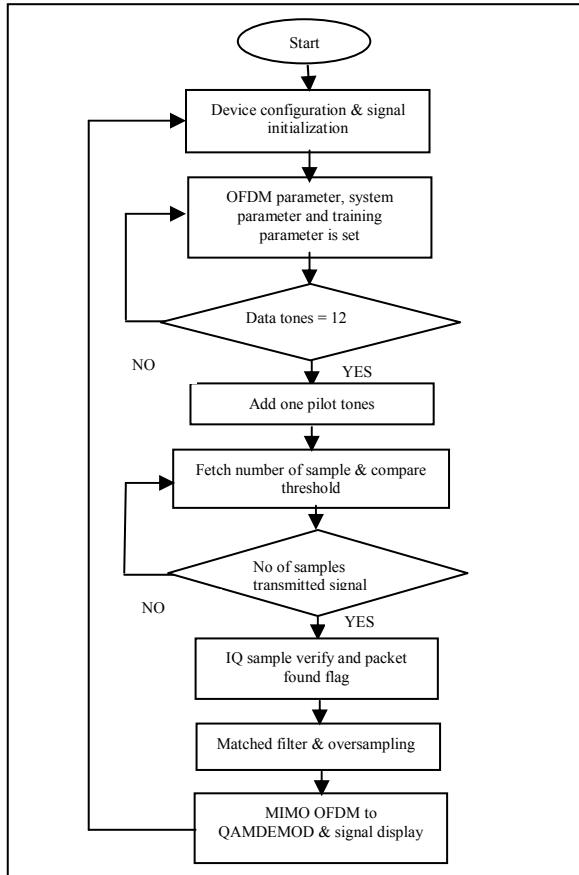 Start
Device configuration & signal
initialization
OFDM parameter, system
parameter and training
parameter is set
Data tones = 12
NO
YES
Add one pilot tones
Fetch number of sample & compare
threshold
No of samples
transmitted signal
NO
YES
IQ sample verify and packet
found flag
Matched filter & oversampling
MIMO OFDM to
QAMDEMOD & signal display